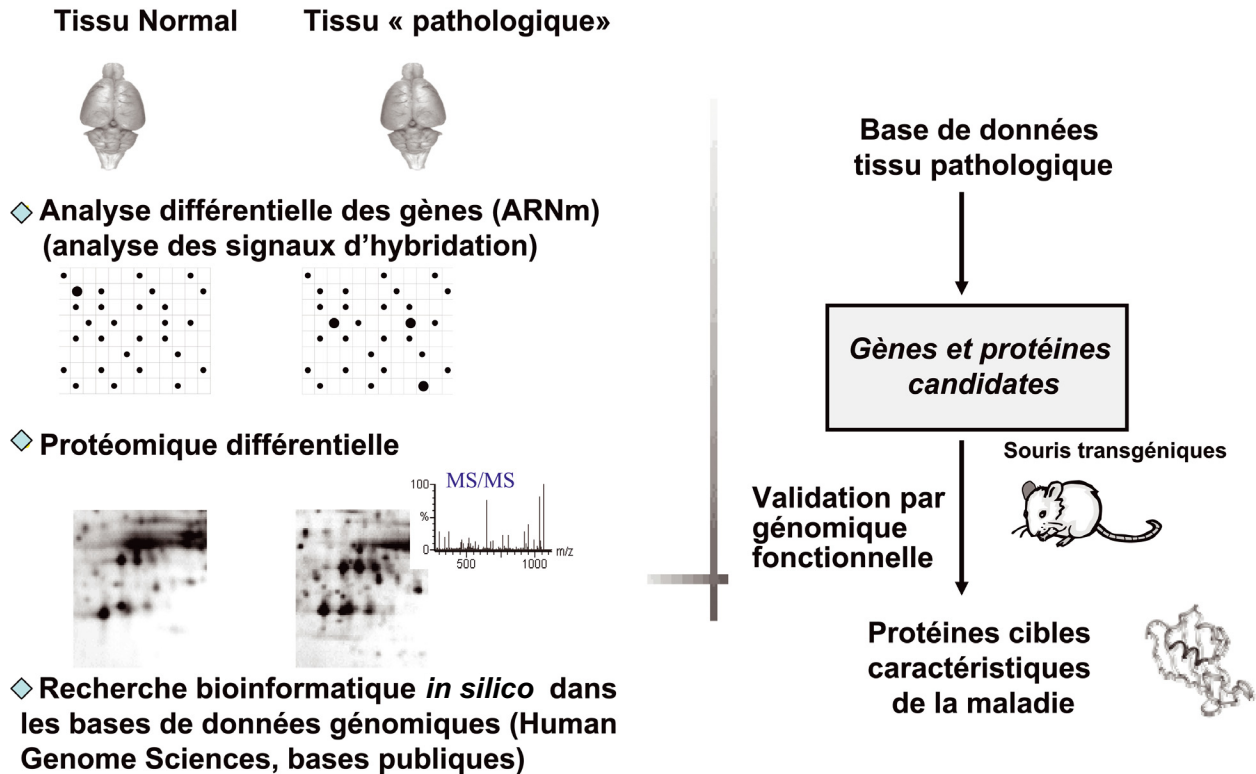 Tissu Normal
Tissu « pathologique»
Analyse différentielle des gènes (ARNm)
(analyse des signaux d’hybridation)
Protéomique différentielle
MS/MS
100
%
0
500
1000
m/z
Recherche bioinformatique in silico dans
les bases de données génomiques (Human
Genome Sciences, bases publiques)
Base de données
tissu pathologique
Gènes et protéines
candidates
Souris transgéniques
Validation par
génomique
fonctionnelle
Protéines cibles
caractéristiques
de la maladie